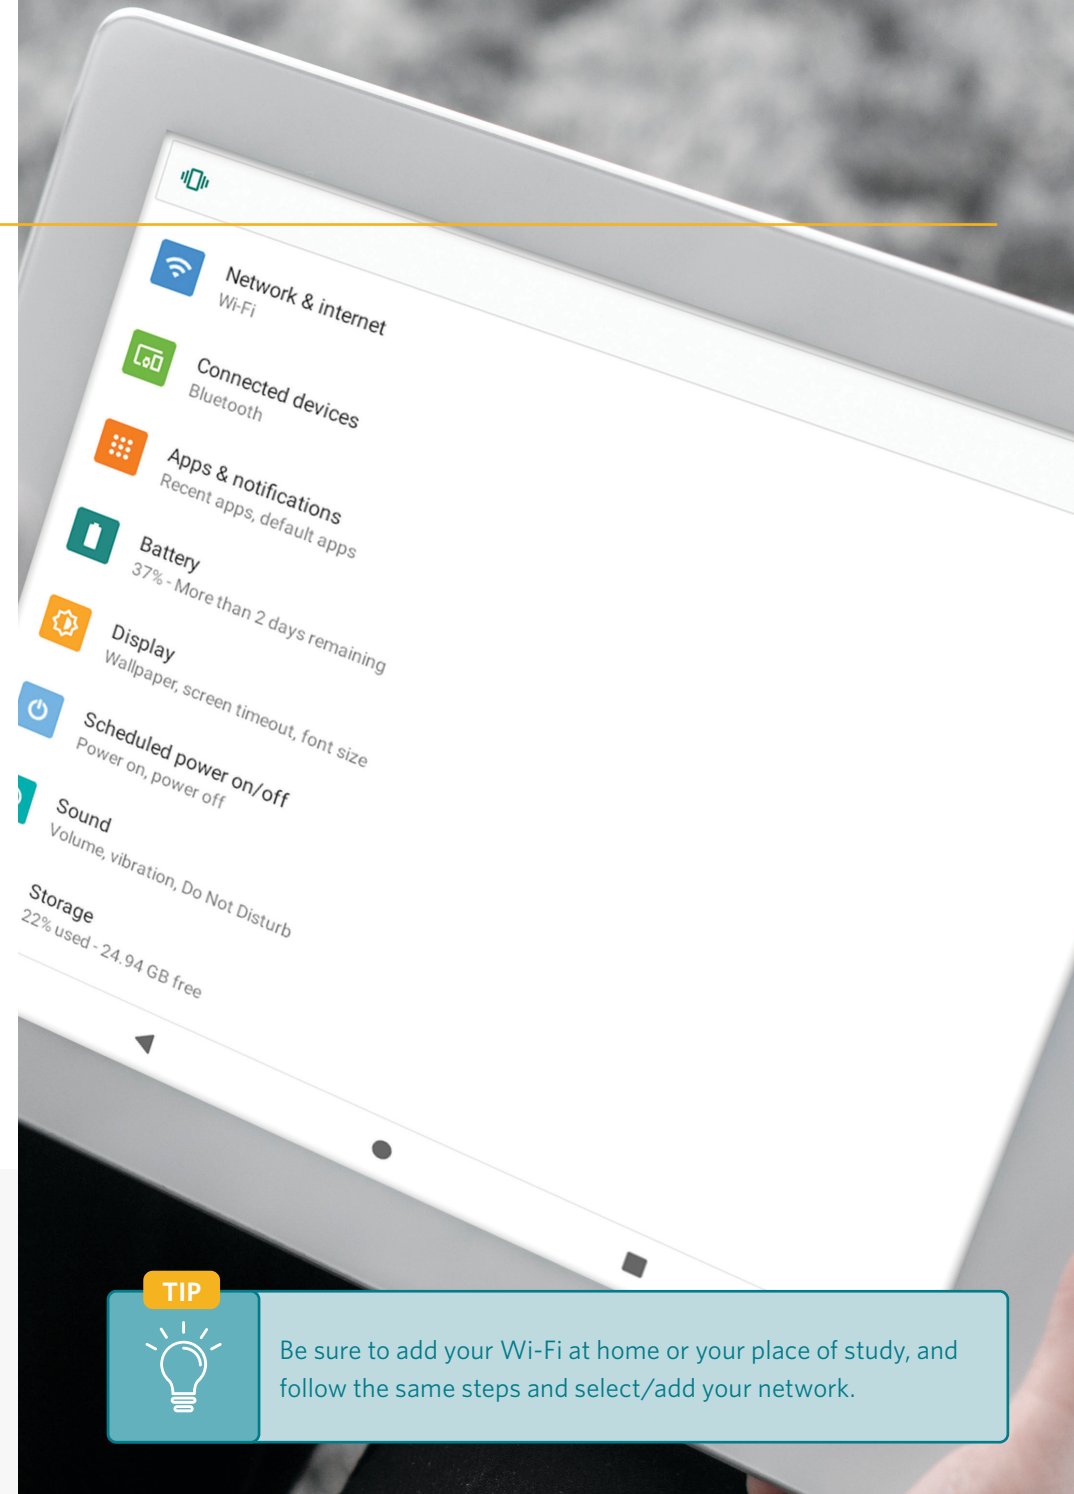 Network & internet
Wi-Fi
Connected devices
Bluetooth
Apps & notifications
Recent apps, default apps
Battery
37% - More than 2 days remaining
Display
Wallpaper, screen timeout, font size
Scheduled power on/off
Power on, power off
Sound
Volume, vibration, Do Not Disturb
Storage
22% used - 24.94 GB free
TIP
Be sure to add your Wi-Fi at home or your place of study, and
follow the same steps and select/add your network.